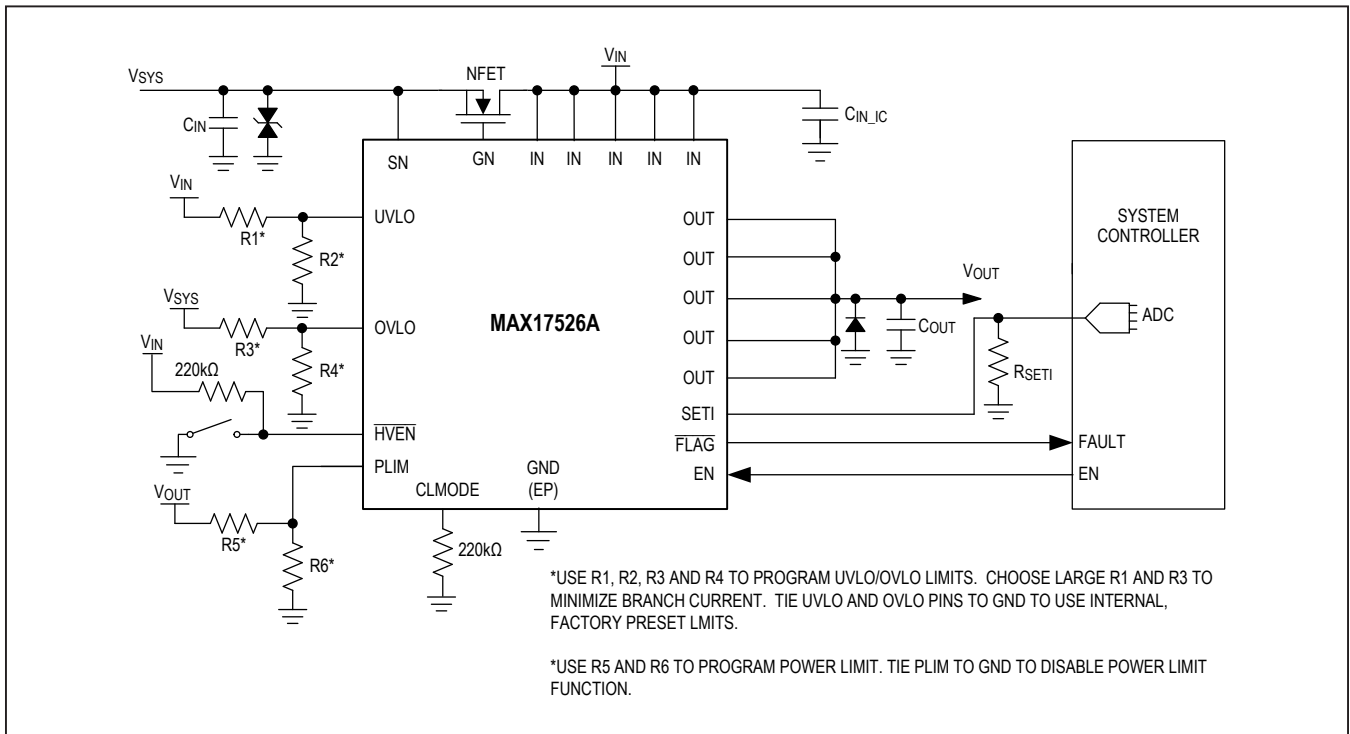 VSYS
NFET
VIN
CIN
CIN_IC
SN
GN
IN
IN
IN
IN
IN
VIN
R1*
UVLO
R2*
VSYS
R3*
OVLO
R4*
VIN
220kΩ
HVEN
PLIM
VOUT
R5*
R6*
CLMODE
220kΩ
GND
(EP)
MAX17526A
OUT
OUT
OUT
OUT
OUT
SETI
FLAG
EN
VOUT
COUT
RSETI
SYSTEM
CONTROLLER
ADC
FAULT
EN
*USE R1, R2, R3 AND R4 TO PROGRAM UVLO/OVLO LIMITS. CHOOSE LARGE R1 AND R3 TO
MINIMIZE BRANCH CURRENT. TIE UVLO AND OVLO PINS TO GND TO USE INTERNAL,
FACTORY PRESET LMITS.
*USE R5 AND R6 TO PROGRAM POWER LIMIT. TIE PLIM TO GND TO DISABLE POWER LIMIT
FUNCTION.